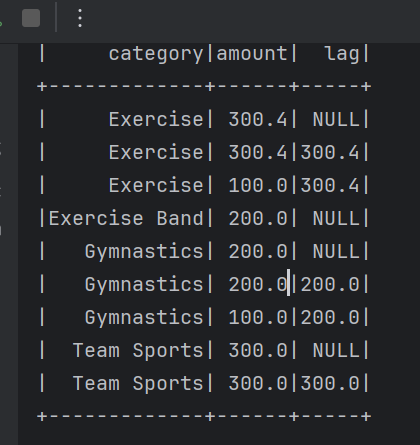 |     category|amount|  lag|
+-------------+------+-----+
|     Exercise| 300.4| NULL|
|     Exercise| 300.4|300.4|
|     Exercise| 100.0|300.4|
|Exercise Band| 200.0| NULL|
|   Gymnastics| 200.0| NULL|
|   Gymnastics| 200.0|200.0|
|   Gymnastics| 100.0|200.0|
|  Team Sports| 300.0| NULL|
|  Team Sports| 300.0|300.0|
+-------------+------+-----+